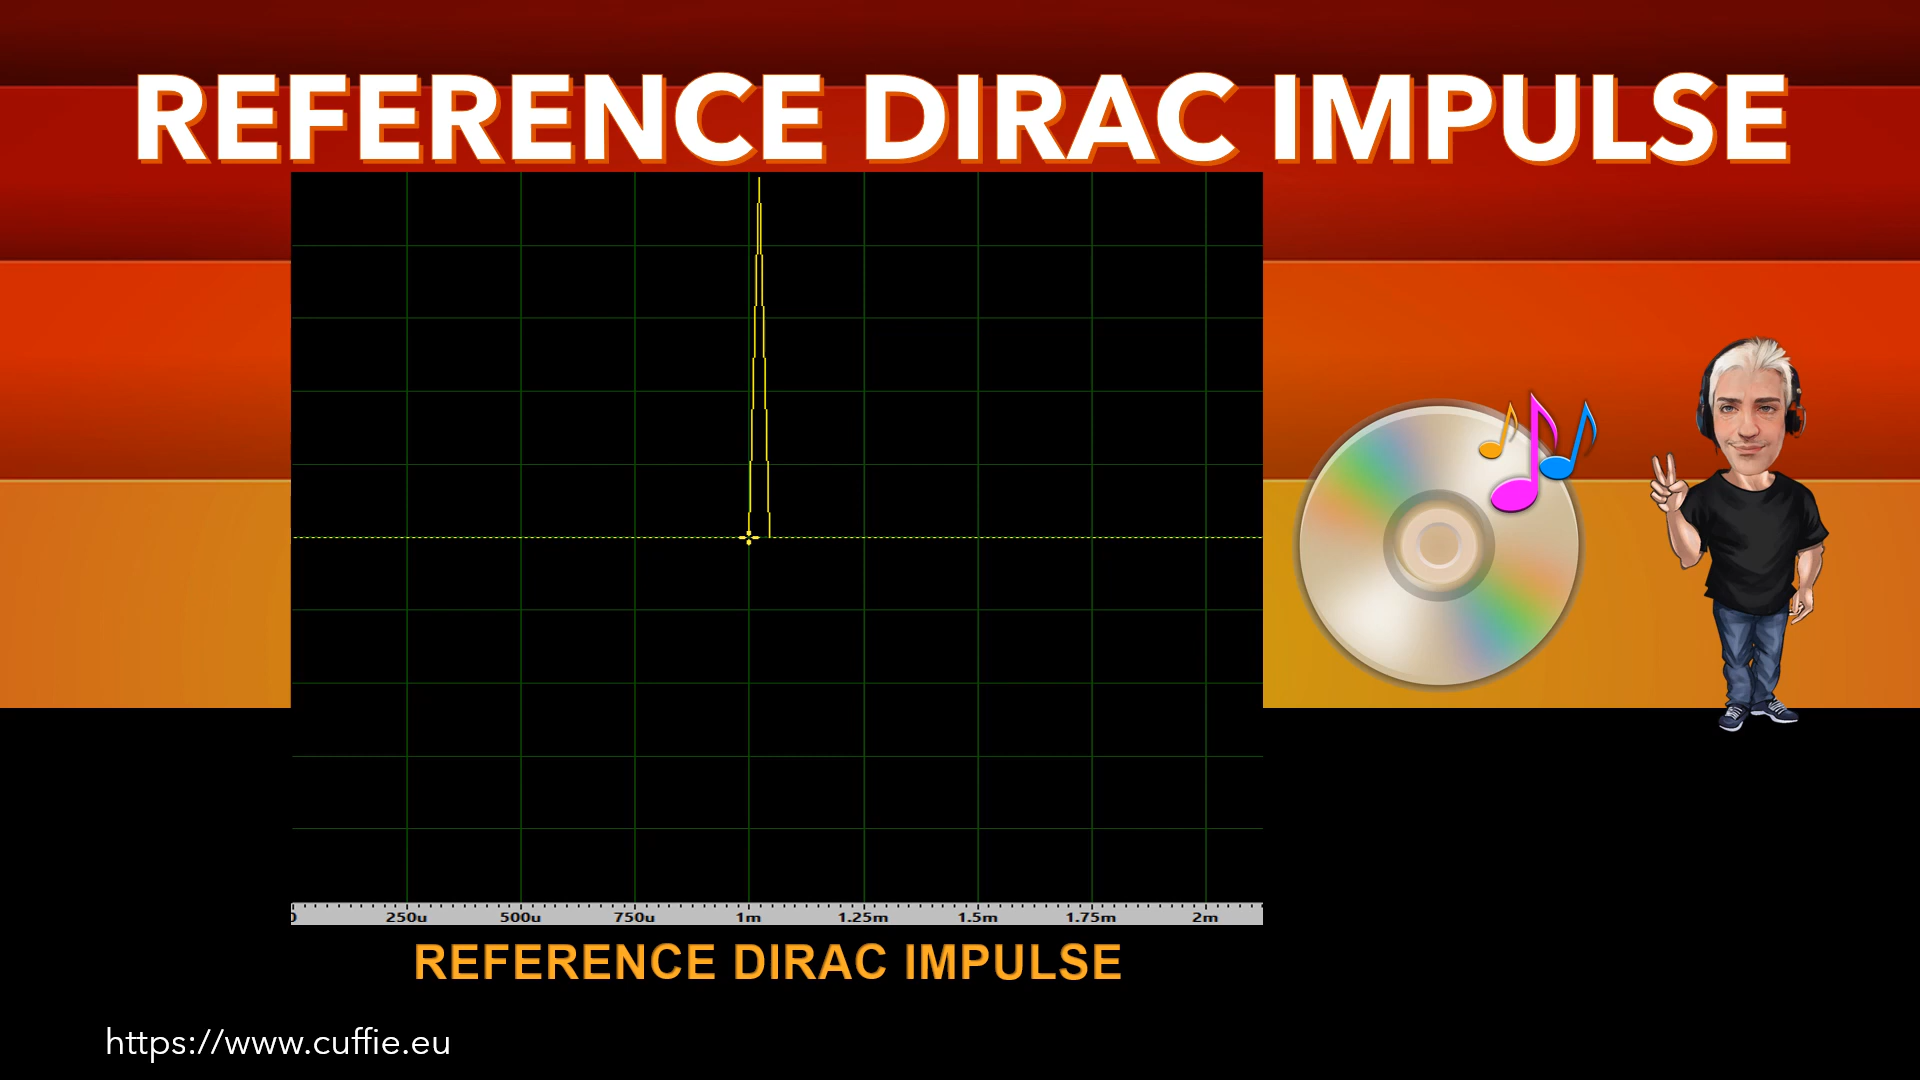 REFERENCE DIRAC IMPULSE
0 250u 500u 750u 1m 1.25m 1.5m 1.75m 2m
REFERENCE DIRAC IMPULSE
https://www.cuffie.eu